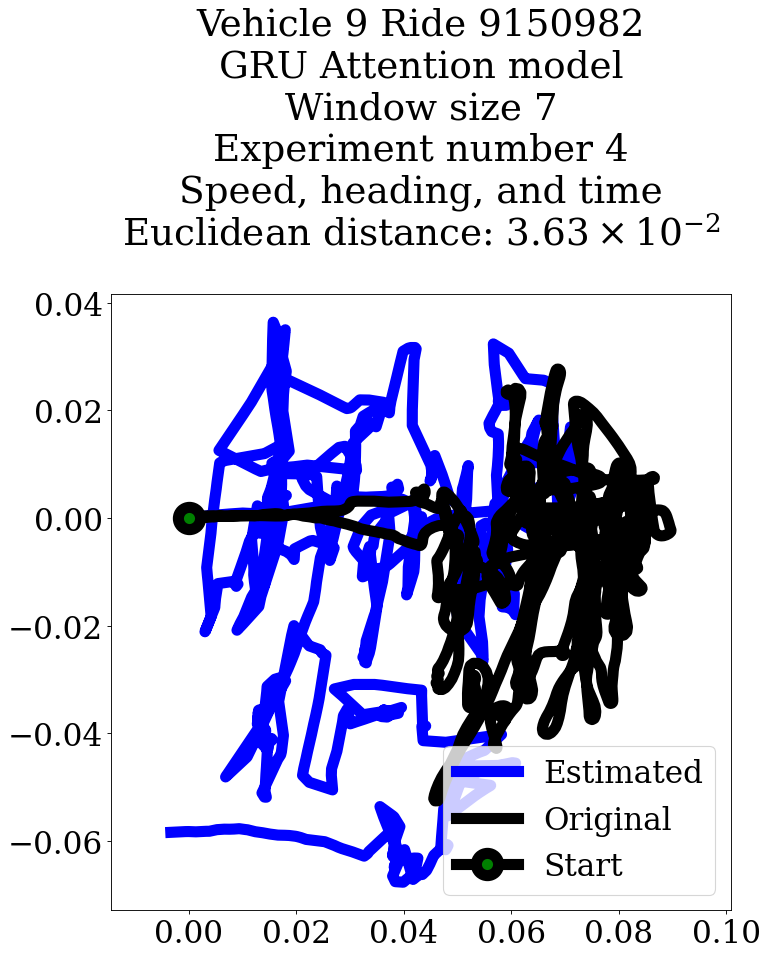 Vehicle 9 Ride 9150982
GRU Attention model
Window size 7
Experiment number 4
Speed, heading, and time
Euclidean distance: 3.63 × 10⁻²
0.04
0.02
0.00
−0.02
−0.04
−0.06
Estimated
Original
Start
0.00 0.02 0.04 0.06 0.08 0.10